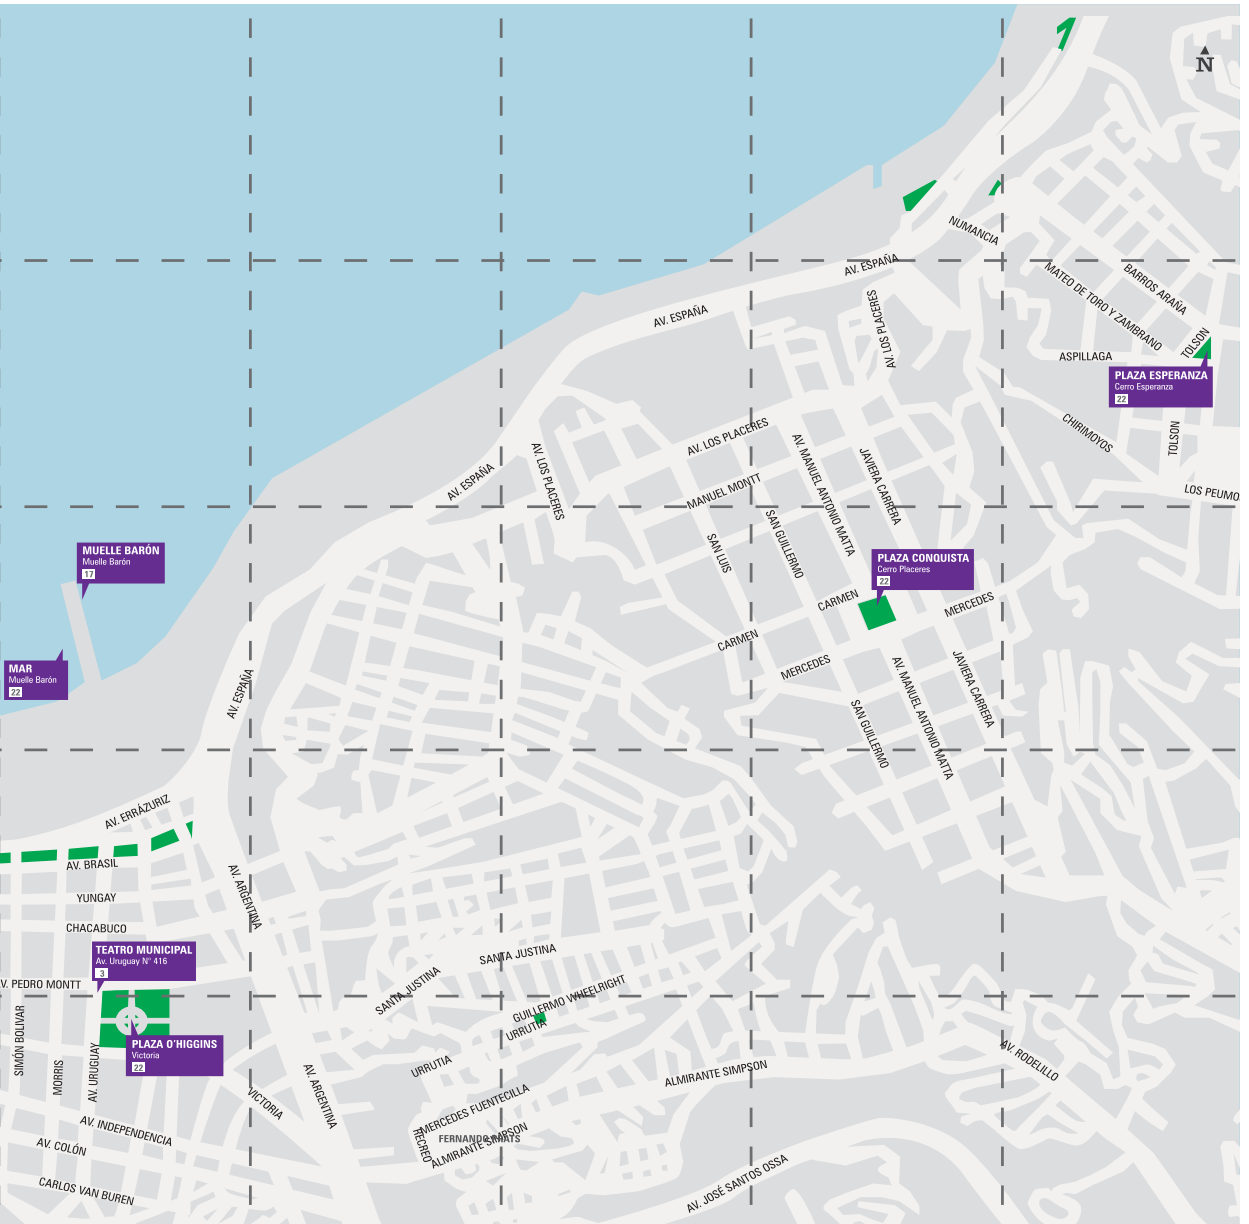 N
NUMANCIA
AV. ESPAÑA
BARROS ARAÑA
MATEO DE TORO Y ZAMBRANO
AV. ESPAÑA
AV. LOS PLACERES
TOLSON
ASPILLAGA
PLAZA ESPERANZA
Cerro Esperanza
22
CHIRIMOYOS
TOLSON
AV. LOS PLACERES
AV. MANUEL ANTONIO MATTA
JAVIERA CARRERA
AV. LOS PLACERES
AV. ESPAÑA
MANUEL MONTT
LOS PEUMO
SAN GUILLERMO
SAN LUIS
MUELLE BARÓN
Muelle Barón
17
PLAZA CONQUISTA
Cerro Placeres
22
CARMEN
MERCEDES
CARMEN
MERCEDES
MAR
Muelle Barón
22
AV. ESPAÑA
JAVIERA CARRERA
AV. MANUEL ANTONIO MATTA
SAN GUILLERMO
AV. ERRÁZURIZ
AV. BRASIL
AV. ARGENTINA
YUNGAY
CHACABUCO
TEATRO MUNICIPAL
Av. Uruguay N° 416
3
SANTA JUSTINA
V. PEDRO MONTT
SANTA JUSTINA
GUILLERMO WHEELRIGHT
URRUTIA
SIMÓN BOLIVAR
PLAZA O'HIGGINS
Victoria
22
MORRIS
AV. URUGUAY
URRUTIA
ALMIRANTE SIMPSON
AV. RODELILLO
VICTORIA
AV. ARGENTINA
MERCEDES FUENTECILLA
AV. INDEPENDENCIA
RECREO
ALMIRANTE SIMPSON
AV. COLÓN
CARLOS VAN BUREN
AV. JOSÉ SANTOS OSSA